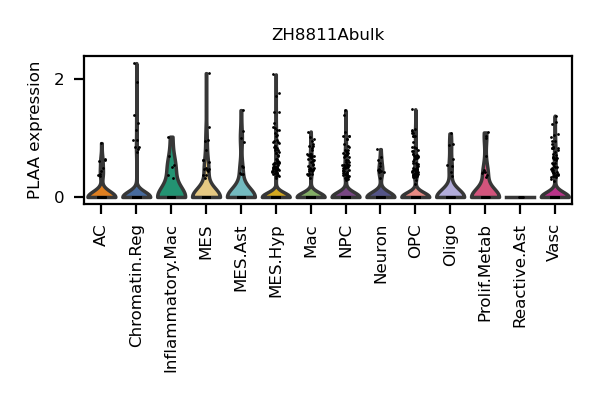 ZH8811Abulk
PLAA expression
2
0
AC
Chromatin.Reg
Inflammatory.Mac
MES
MES.Ast
MES.Hyp
Mac
NPC
Neuron
OPC
Oligo
Prolif.Metab
Reactive.Ast
Vasc